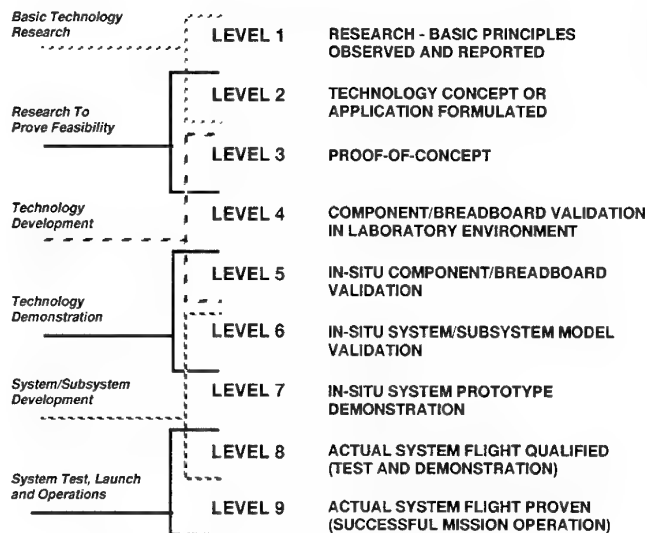 Basic Technology
Research
LEVEL 1
RESEARCH - BASIC PRINCIPLES
OBSERVED AND REPORTED
LEVEL 2
TECHNOLOGY CONCEPT OR
APPLICATION FORMULATED
Research To
Prove Feasibility
LEVEL 3
PROOF-OF-CONCEPT
Technology
Development
LEVEL 4
COMPONENT/BREADBOARD VALIDATION
IN LABORATORY ENVIRONMENT
LEVEL 5
IN-SITU COMPONENT/BREADBOARD
VALIDATION
Technology
Demonstration
LEVEL 6
IN-SITU SYSTEM/SUBSYSTEM MODEL
VALIDATION
System/Subsystem
Development
LEVEL 7
IN-SITU SYSTEM PROTOTYPE
DEMONSTRATION
LEVEL 8
ACTUAL SYSTEM FLIGHT QUALIFIED
(TEST AND DEMONSTRATION)
System Test, Launch
and Operations
LEVEL 9
ACTUAL SYSTEM FLIGHT PROVEN
(SUCCESSFUL MISSION OPERATION)